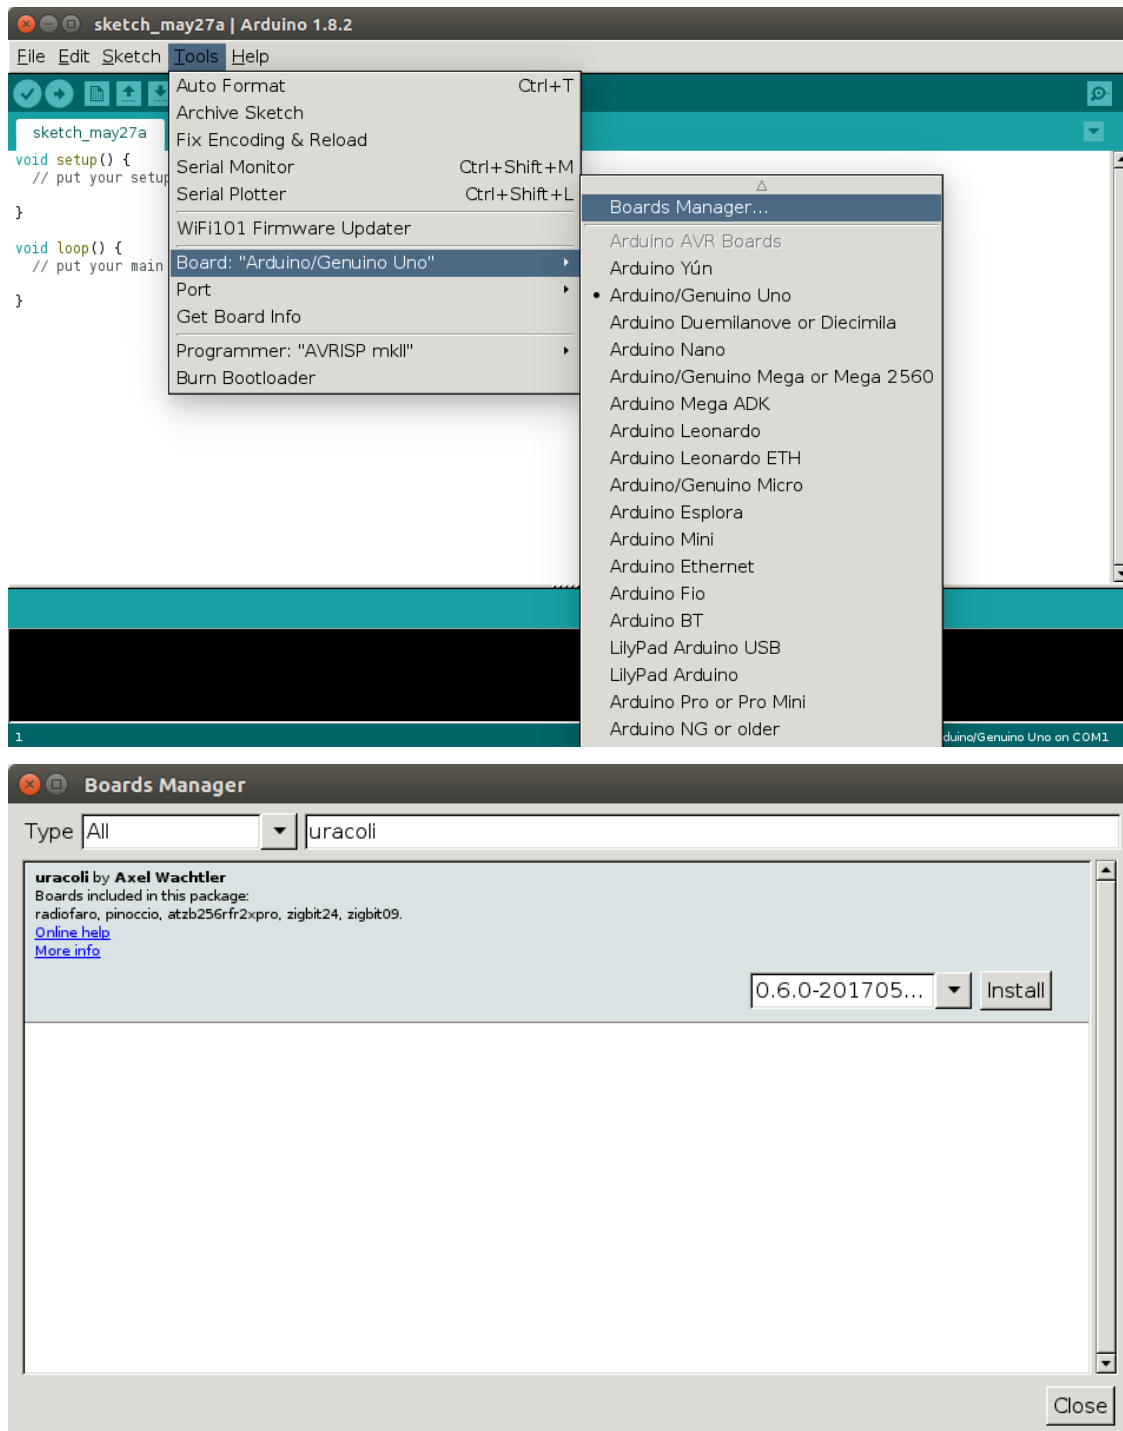 sketch_may27a | Arduino 1.8.2
File Edit Sketch Tools Help
sketch_may27a
void setup() {
// put your setup
}
void loop() {
// put your main
}
Auto Format Ctrl+T
Archive Sketch
Fix Encoding & Reload
Serial Monitor Ctrl+Shift+M
Serial Plotter Ctrl+Shift+L
WiFi101 Firmware Updater
Board: "Arduino/Genuino Uno"
Port
Get Board Info
Programmer: "AVRISP mkII"
Burn Bootloader
Boards Manager...
Arduino AVR Boards
Arduino Yún
Arduino/Genuino Uno
Arduino Duemilanove or Diecimila
Arduino Nano
Arduino/Genuino Mega or Mega 2560
Arduino Mega ADK
Arduino Leonardo
Arduino Leonardo ETH
Arduino/Genuino Micro
Arduino Esplora
Arduino Mini
Arduino Ethernet
Arduino Fio
Arduino BT
LilyPad Arduino USB
LilyPad Arduino
Arduino Pro or Pro Mini
Arduino NG or older
1 duino/Genuino Uno on COM1
Boards Manager
Type All uracoli
uracoli by Axel Wachtler
Boards included in this package:
radiofaro, pinoccio, atzb256rfr2xpro, zigbit24, zigbit09.
Online help
More info
0.6.0-201705... Install
Close